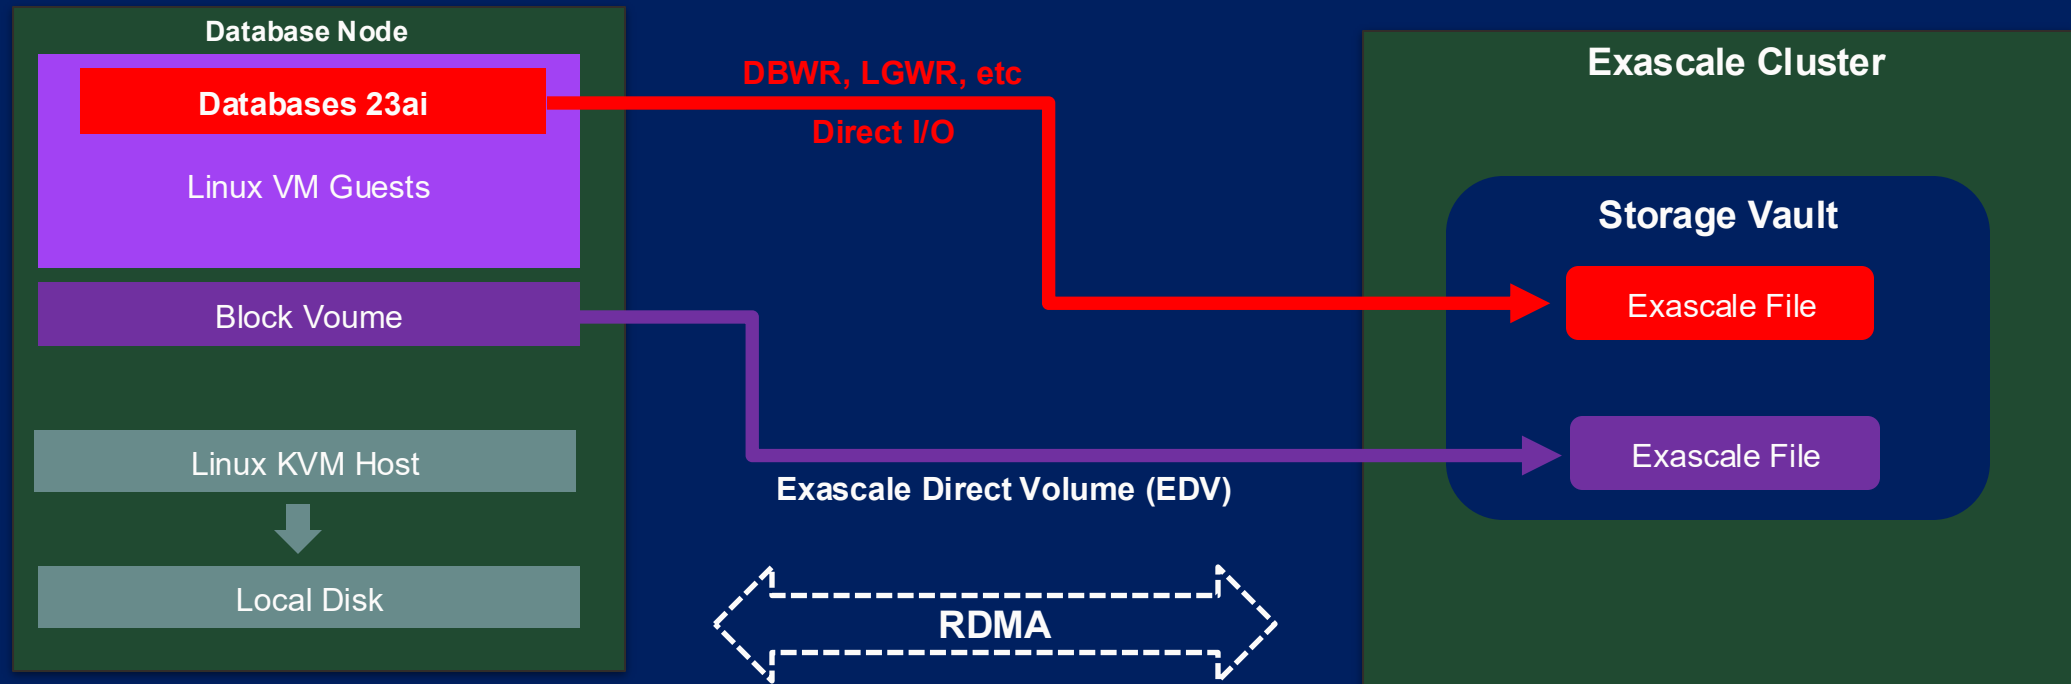 Database Node
Databases 23ai
Linux VM Guests
Block Voume
Linux KVM Host
Local Disk
DBWR, LGWR, etc
Direct I/O
Exascale Direct Volume (EDV)
RDMA
Exascale Cluster
Storage Vault
Exascale File
Exascale File